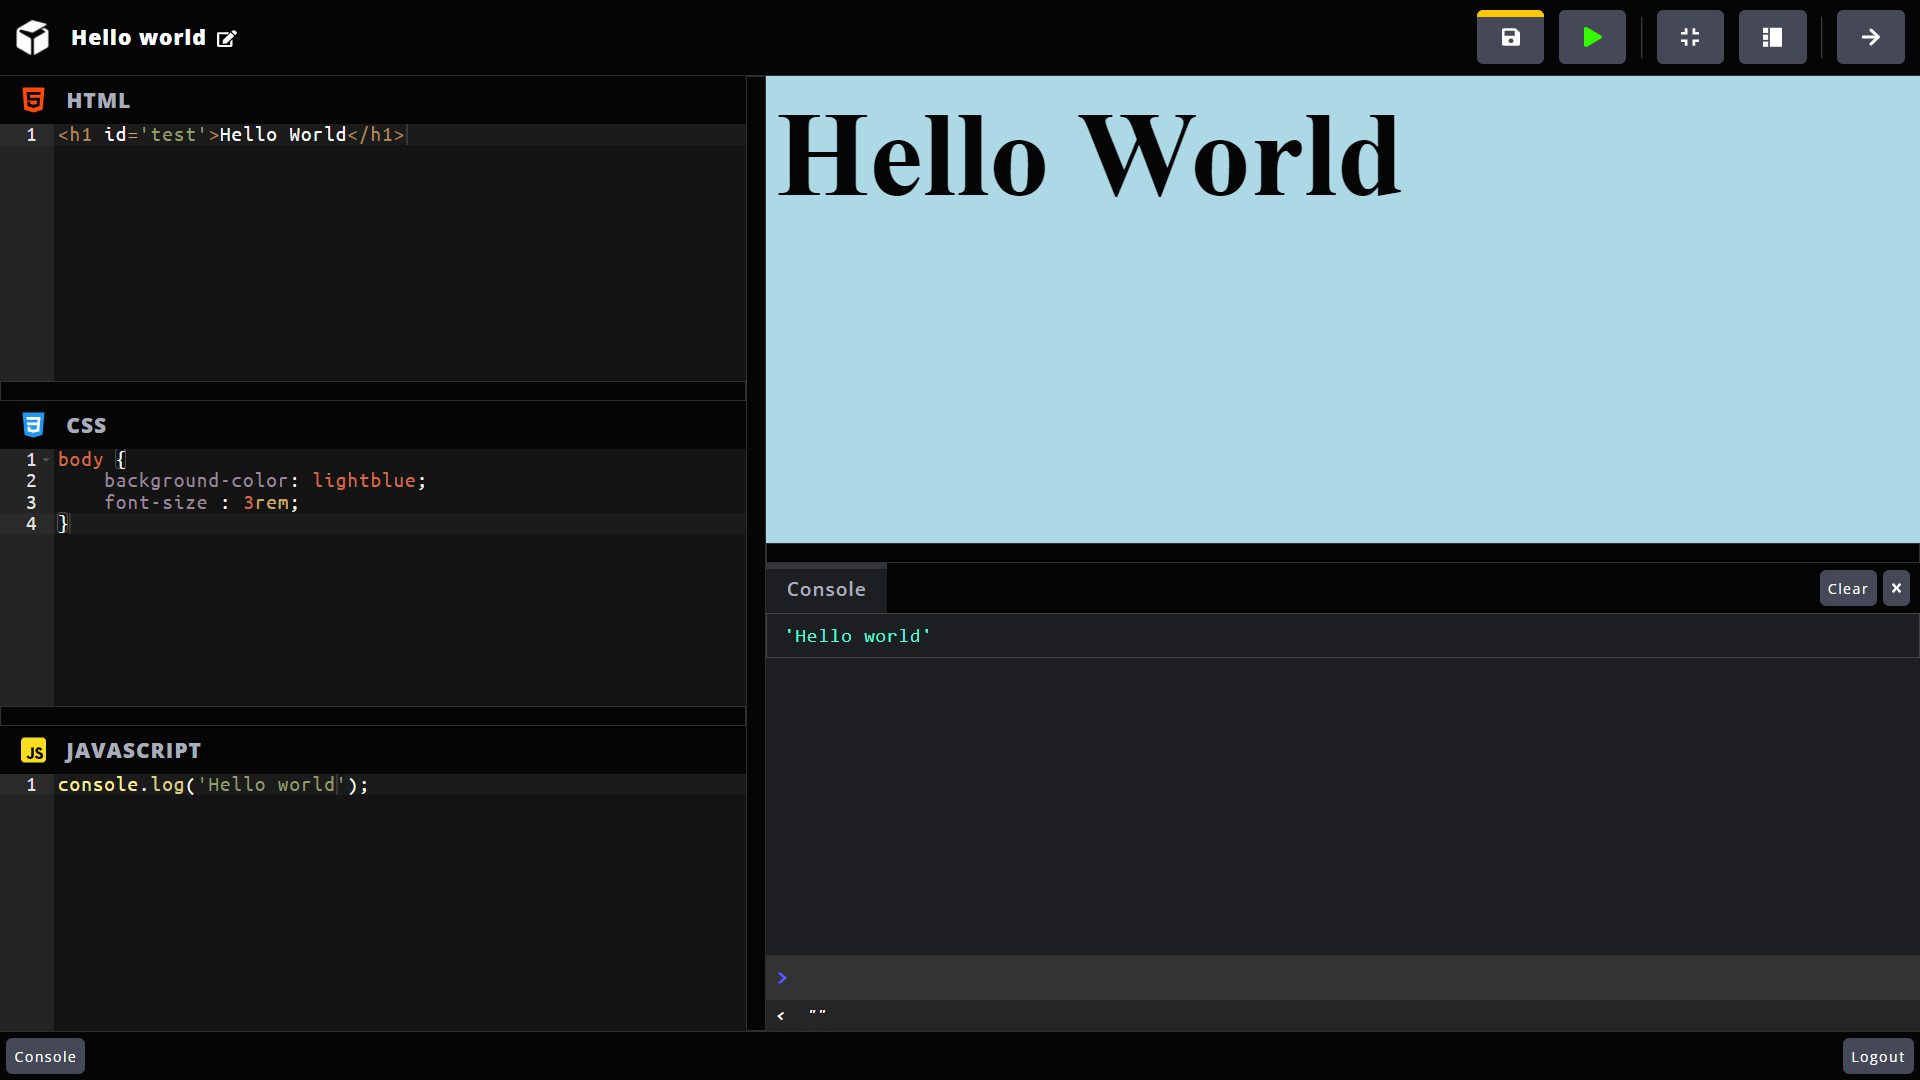 Hello world
HTML
1 <h1 id='test'>Hello World</h1>
CSS
1 body {
2 background-color: lightblue;
3 font-size : 3rem;
4 }
JS JAVASCRIPT
1 console.log('Hello world');
Hello World
Console
Clear
×
'Hello world'
>
< ""
Console
Logout